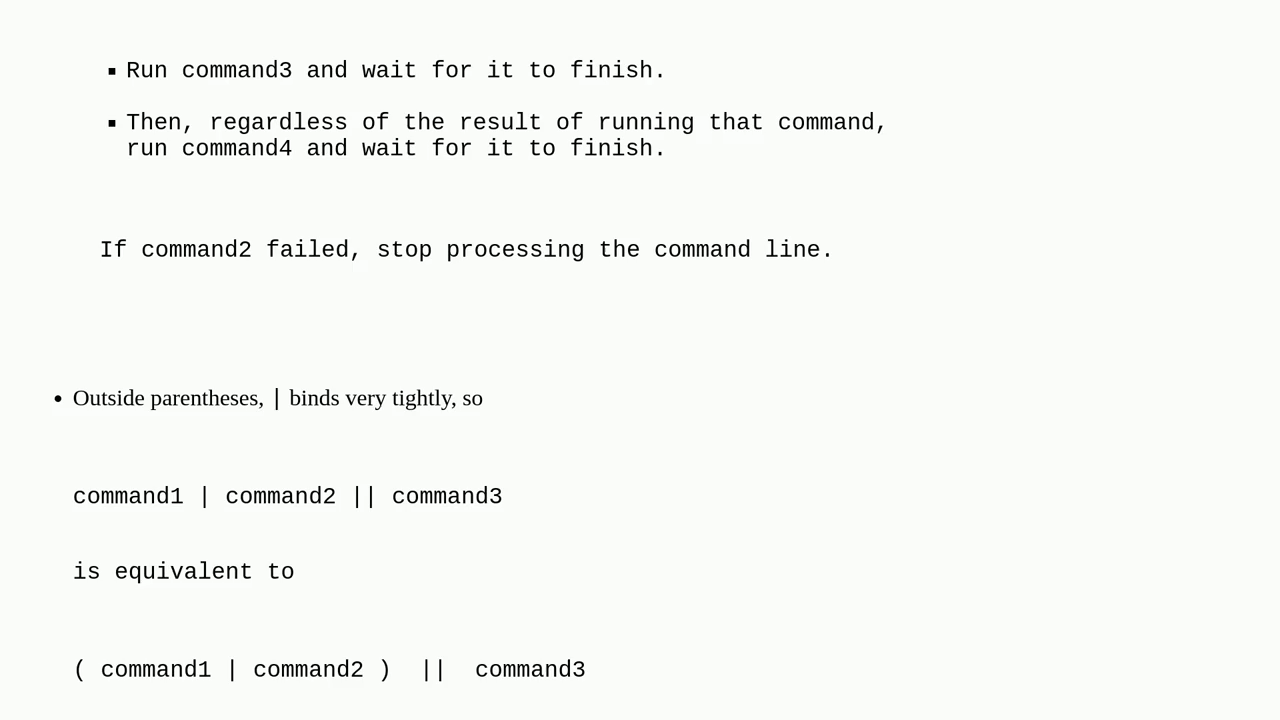 ▪ Run command3 and wait for it to finish.
▪ Then, regardless of the result of running that command,
run command4 and wait for it to finish.
If command2 failed, stop processing the command line.
• Outside parentheses, | binds very tightly, so
command1 | command2 || command3
is equivalent to
( command1 | command2 )  ||  command3